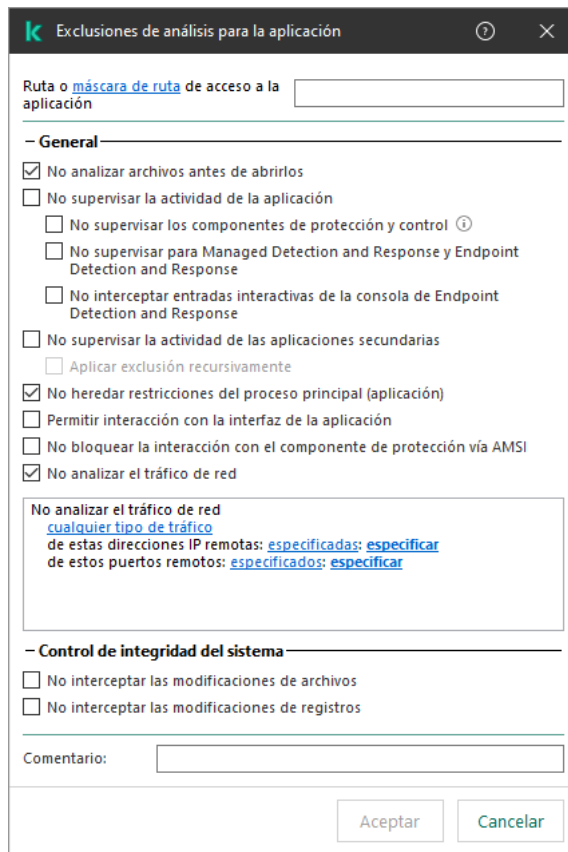 Exclusiones de análisis para la aplicación
Ruta o máscara de ruta de acceso a la
aplicación
General
No analizar archivos antes de abrirlos
No supervisar la actividad de la aplicación
No supervisar los componentes de protección y control
No supervisar para Managed Detection and Response y Endpoint
Detection and Response
No interceptar entradas interactivas de la consola de Endpoint
Detection and Response
No supervisar la actividad de las aplicaciones secundarias
Aplicar exclusión recursivamente
No heredar restricciones del proceso principal (aplicación)
Permitir interacción con la interfaz de la aplicación
No bloquear la interacción con el componente de protección vía AMSI
No analizar el tráfico de red
No analizar el tráfico de red
cualquier tipo de tráfico
de estas direcciones IP remotas: especificadas: especificar
de estos puertos remotos: especificados: especificar
Control de integridad del sistema
No interceptar las modificaciones de archivos
No interceptar las modificaciones de registros
Comentario:
Aceptar Cancelar